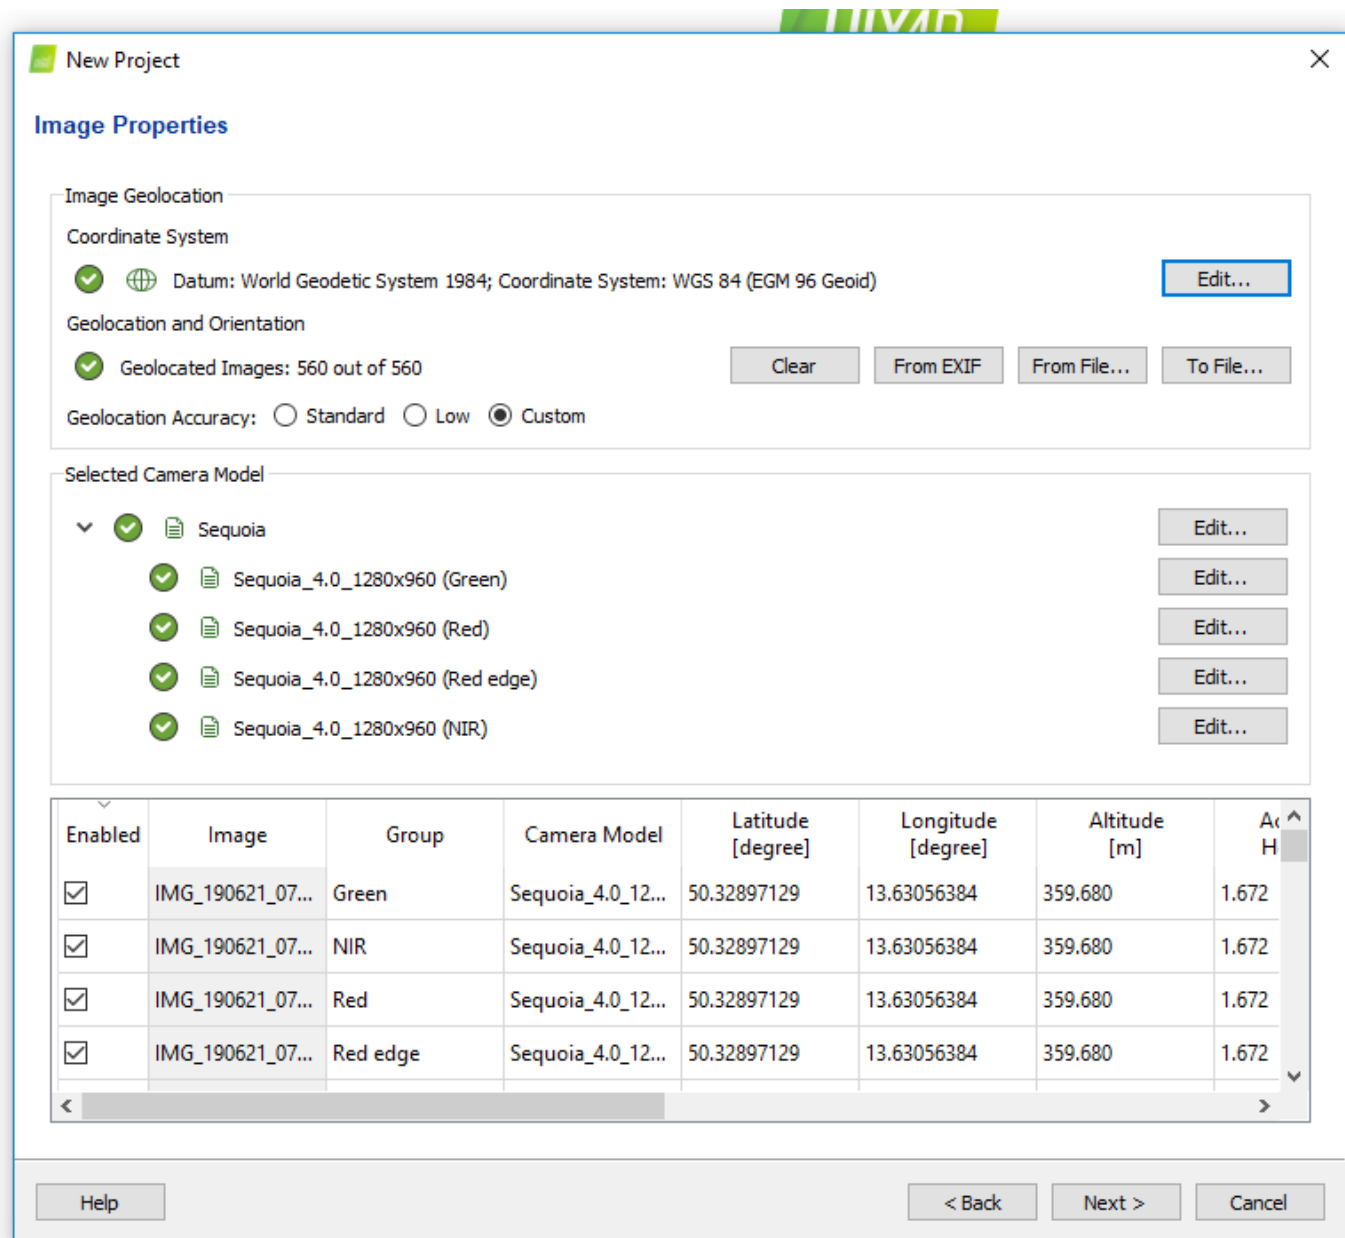 New Project
Image Properties
Image Geolocation
Coordinate System
Datum: World Geodetic System 1984; Coordinate System: WGS 84 (EGM 96 Geoid) Edit...
Geolocation and Orientation
Geolocated Images: 560 out of 560 Clear From EXIF From File... To File...
Geolocation Accuracy: Standard Low Custom
Selected Camera Model
Sequoia Edit...
Sequoia_4.0_1280x960 (Green) Edit...
Sequoia_4.0_1280x960 (Red) Edit...
Sequoia_4.0_1280x960 (Red edge) Edit...
Sequoia_4.0_1280x960 (NIR) Edit...
Enabled Image Group Camera Model Latitude [degree] Longitude [degree] Altitude [m]
IMG_190621_07... Green Sequoia_4.0_12... 50.32897129 13.63056384 359.680 1.672
IMG_190621_07... NIR Sequoia_4.0_12... 50.32897129 13.63056384 359.680 1.672
IMG_190621_07... Red Sequoia_4.0_12... 50.32897129 13.63056384 359.680 1.672
IMG_190621_07... Red edge Sequoia_4.0_12... 50.32897129 13.63056384 359.680 1.672
Help < Back Next > Cancel